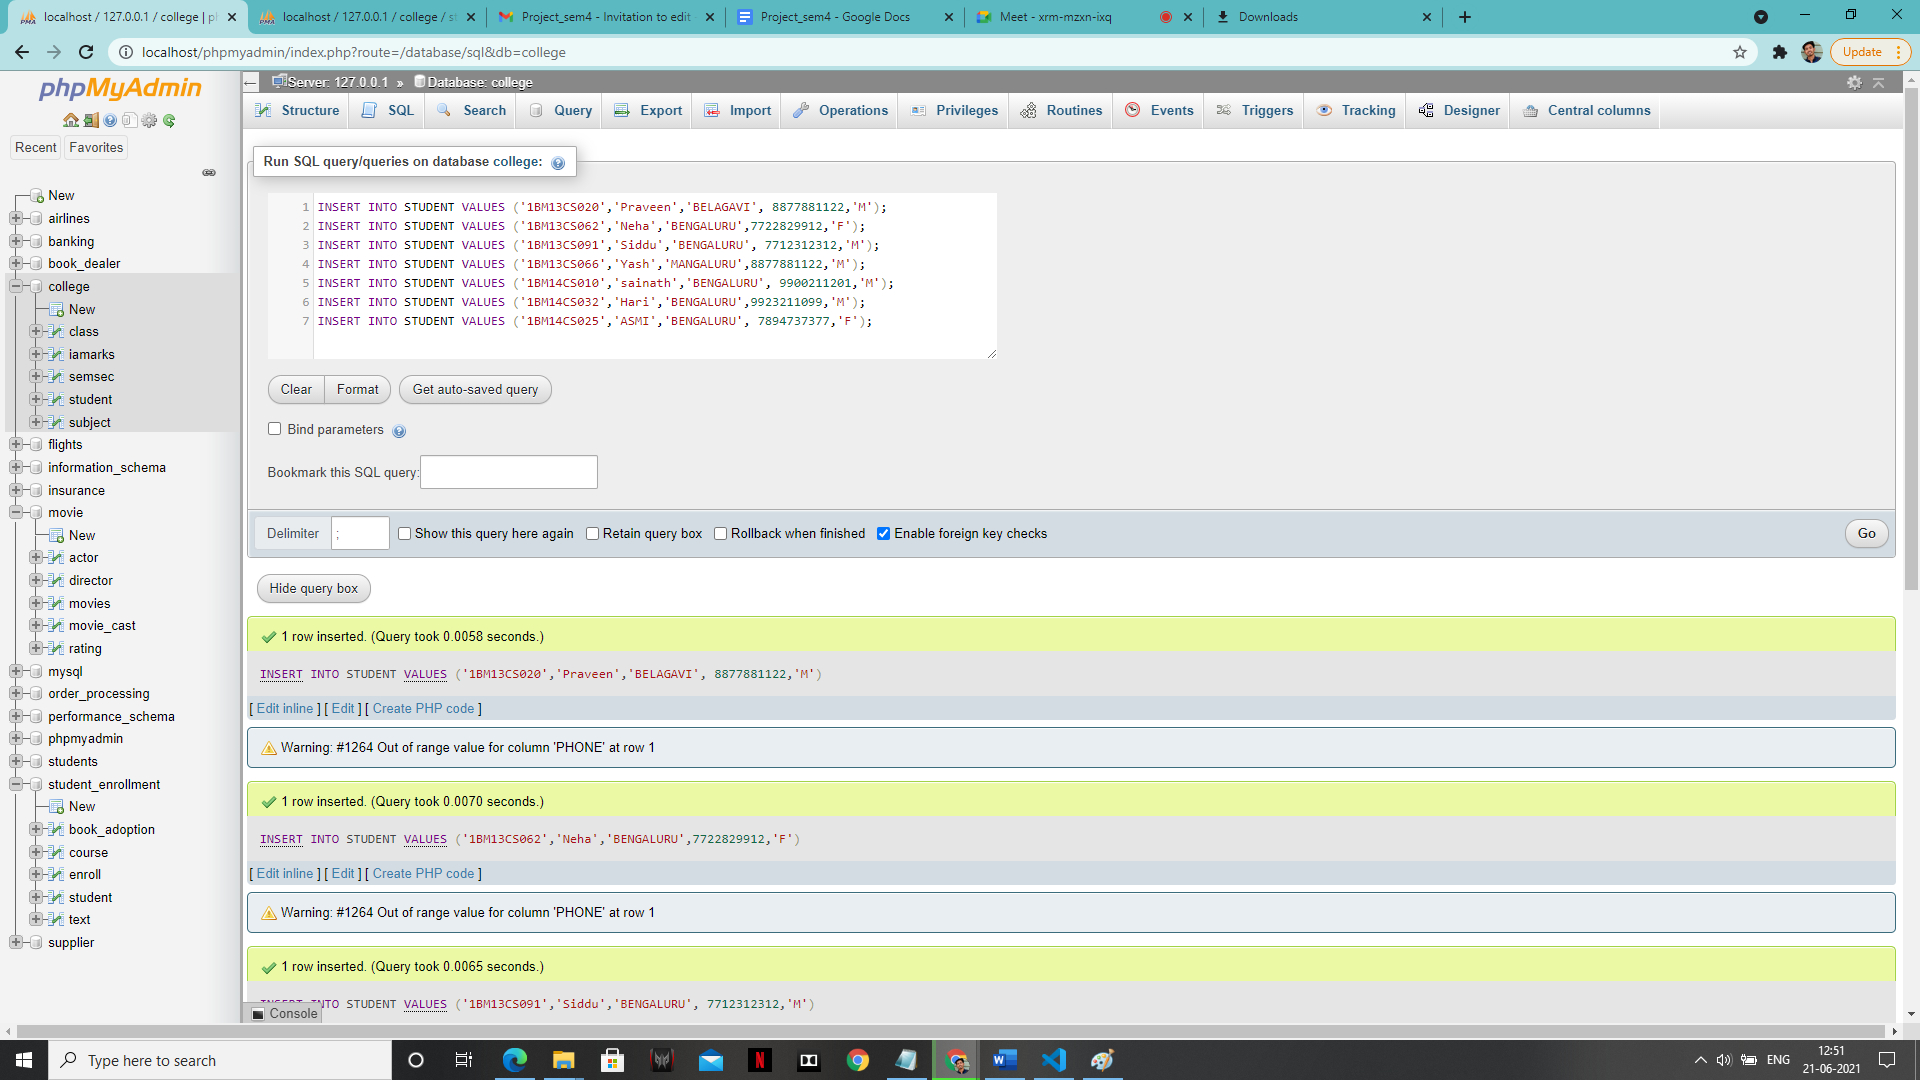 localhost / 127.0.0.1 / college | ph
localhost / 127.0.0.1 / college / st
Project_sem4 - Invitation to edit
Project_sem4 - Google Docs
Meet - xrm-mzxn-ixq
Downloads
localhost/phpmyadmin/index.php?route=/database/sql&db=college
Update
phpMyAdmin
Recent
Favorites
New
airlines
banking
book_dealer
college
New
class
iamarks
semsec
student
subject
flights
information_schema
insurance
movie
New
actor
director
movies
movie_cast
rating
mysql
order_processing
performance_schema
phpmyadmin
students
student_enrollment
New
book_adoption
course
enroll
student
text
supplier
Server: 127.0.0.1 » Database: college
Structure SQL Search Query Export Import Operations Privileges Routines Events Triggers Tracking Designer Central columns
Run SQL query/queries on database college:
1 INSERT INTO STUDENT VALUES ('1BM13CS020','Praveen','BELAGAVI', 8877881122,'M');
2 INSERT INTO STUDENT VALUES ('1BM13CS062','Neha','BENGALURU',7722829912,'F');
3 INSERT INTO STUDENT VALUES ('1BM13CS091','Siddu','BENGALURU', 7712312312,'M');
4 INSERT INTO STUDENT VALUES ('1BM13CS066','Yash','MANGALURU',8877881122,'M');
5 INSERT INTO STUDENT VALUES ('1BM14CS010','sainath','BENGALURU', 9900211201,'M');
6 INSERT INTO STUDENT VALUES ('1BM14CS032','Hari','BENGALURU',9923211099,'M');
7 INSERT INTO STUDENT VALUES ('1BM14CS025','ASMI','BENGALURU', 7894737377,'F');
Clear Format Get auto-saved query
Bind parameters
Bookmark this SQL query:
Delimiter ; Show this query here again Retain query box Rollback when finished Enable foreign key checks Go
Hide query box
1 row inserted. (Query took 0.0058 seconds.)
INSERT INTO STUDENT VALUES ('1BM13CS020','Praveen','BELAGAVI', 8877881122,'M')
[ Edit inline ] [ Edit ] [ Create PHP code ]
Warning: #1264 Out of range value for column 'PHONE' at row 1
1 row inserted. (Query took 0.0070 seconds.)
INSERT INTO STUDENT VALUES ('1BM13CS062','Neha','BENGALURU',7722829912,'F')
[ Edit inline ] [ Edit ] [ Create PHP code ]
Warning: #1264 Out of range value for column 'PHONE' at row 1
1 row inserted. (Query took 0.0065 seconds.)
INSERT INTO STUDENT VALUES ('1BM13CS091','Siddu','BENGALURU', 7712312312,'M')
Console
Type here to search
ENG
12:51
21-06-2021